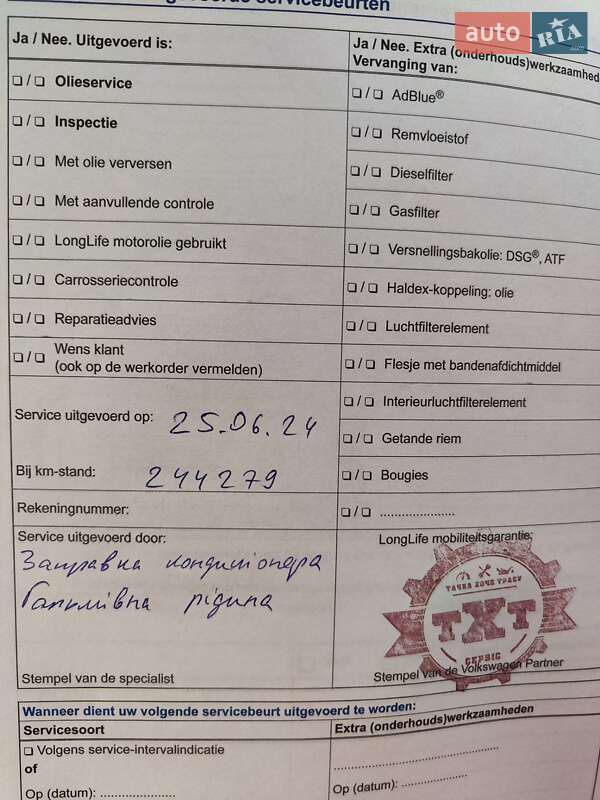 servicebeurten
auto RIA
Ja / Nee. Uitgevoerd is:
❏ / ❏ Olieservice
❏ / ❏ Inspectie
❏ / ❏ Met olie verversen
❏ / ❏ Met aanvullende controle
❏ / ❏ LongLife motorolie gebruikt
❏ / ❏ Carrosseriecontrole
❏ / ❏ Reparatieadvies
❏ / ❏ Wens klant
(ook op de werkorder vermelden)
Service uitgevoerd op: 25.06.24
Bij km-stand: 244279
Rekeningnummer:
Service uitgevoerd door:
Заправка кондиціонера
Гальмівна рідина
Stempel van de specialist
Ja / Nee. Extra (onderhouds)werkzaamhed
Vervanging van:
❏ / ❏ AdBlue®
❏ / ❏ Remvloeistof
❏ / ❏ Dieselfilter
❏ / ❏ Gasfilter
❏ / ❏ Versnellingsbakolie: DSG®, ATF
❏ / ❏ Haldex-koppeling: olie
❏ / ❏ Luchtfilterelement
❏ / ❏ Flesje met bandenafdichtmiddel
❏ / ❏ Interieurluchtfilterelement
❏ / ❏ Getande riem
❏ / ❏ Bougies
❏ / ❏ ......................
LongLife mobiliteitsgarantie:
ТАЧКА ХОЧЕ ТРАСУ
ТХТ
СЕРВІС
Stempel van de Volkswagen Partner
Wanneer dient uw volgende servicebeurt uitgevoerd te worden:
Servicesoort
❏ Volgens service-intervalindicatie
of
Op (datum): ......................
Extra (onderhouds)werkzaamheden
................................................
Op (datum): ....................